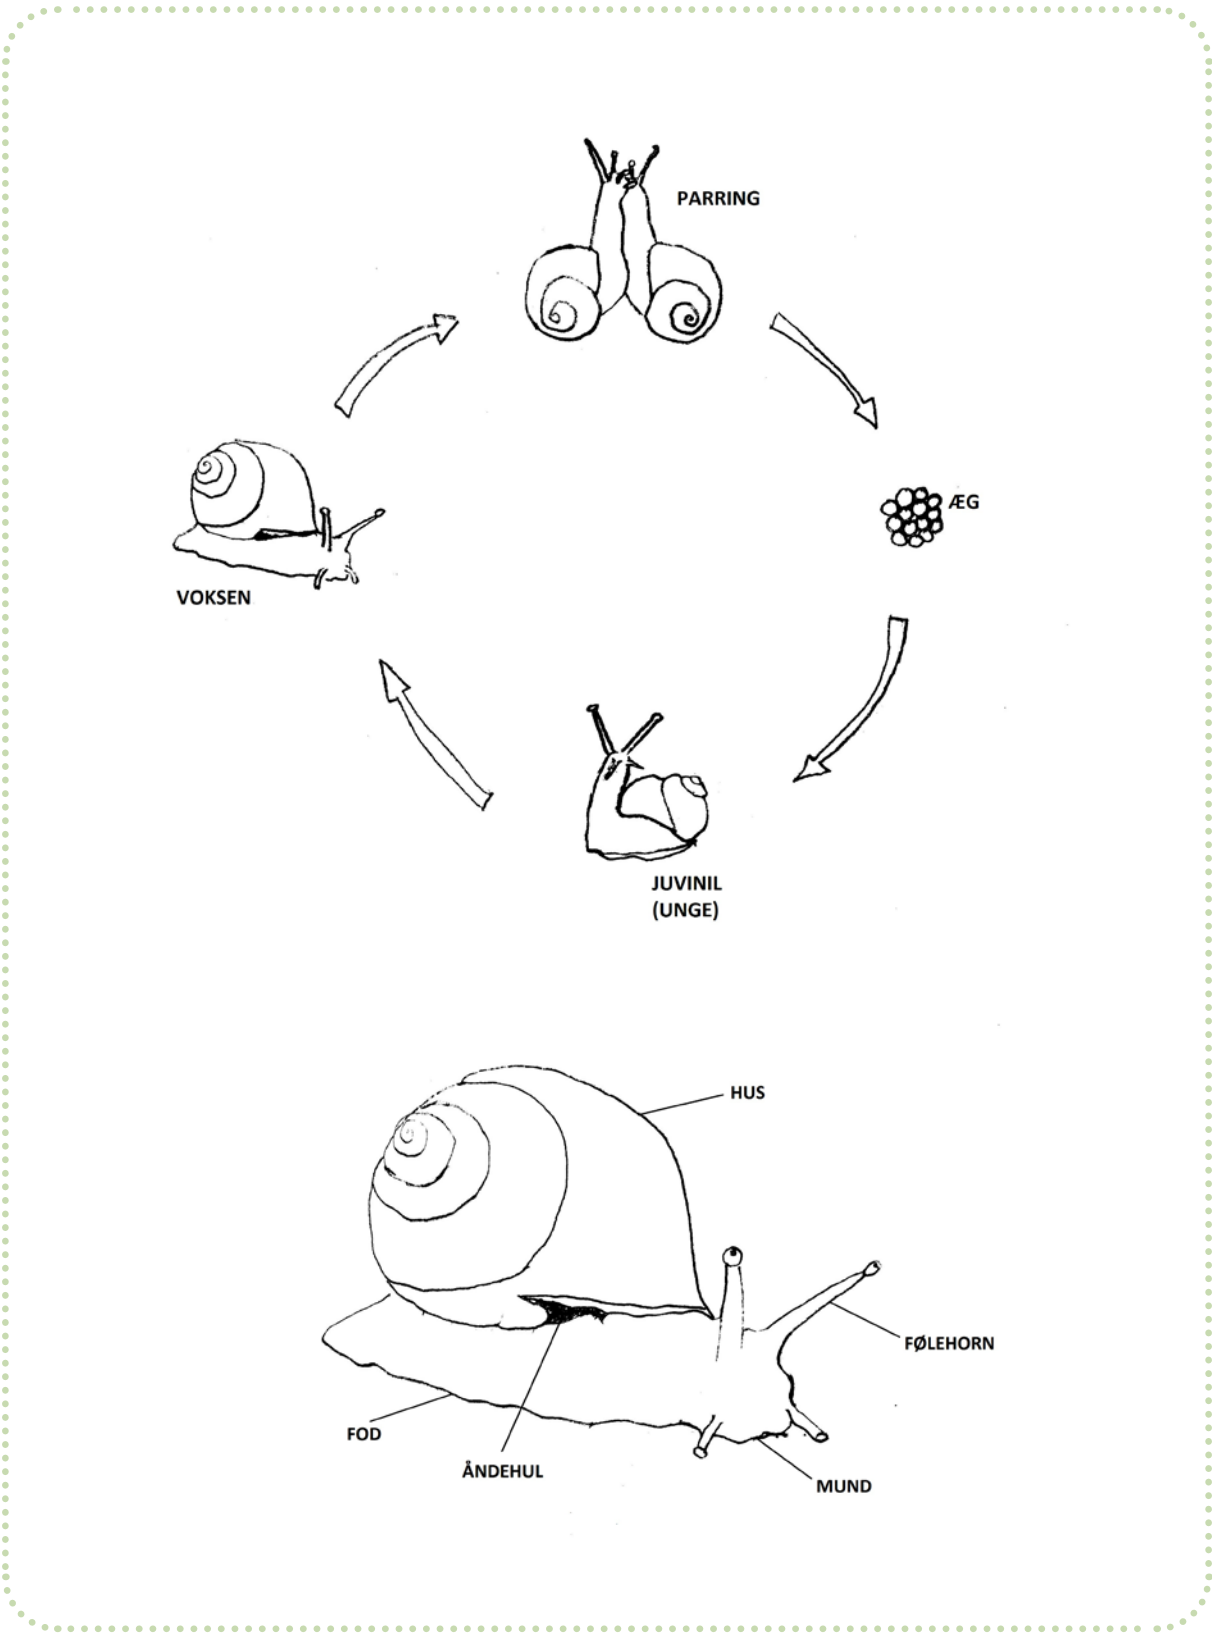 PARRING
ÆG
VOKSEN
JUVINIL
(UNGE)
HUS
FØLEHORN
FOD
ÅNDEHUL
MUND